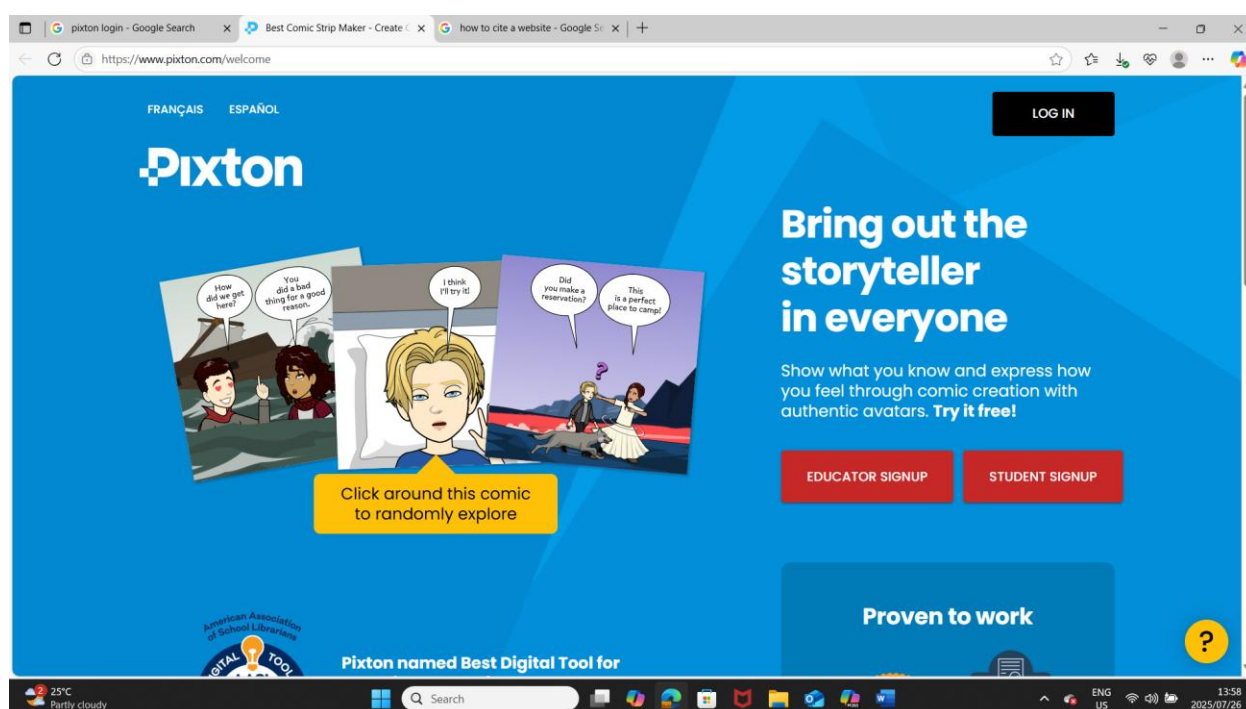 pixton login - Google Search
Best Comic Strip Maker - Create C
how to cite a website - Google Se
https://www.pixton.com/welcome
FRANÇAIS ESPAÑOL
LOG IN
Pixton
How
did we get
here?
You
did a bad
thing for a good
reason.
I think
I'll try it!
Did
you make a
reservation?
This
is a perfect
place to camp!
?
Click around this comic
to randomly explore
Bring out the
storyteller
in everyone
Show what you know and express how
you feel through comic creation with
authentic avatars. Try it free!
EDUCATOR SIGNUP STUDENT SIGNUP
American Association
of School Librarians
DIGITAL TOOL
Pixton named Best Digital Tool for
Proven to work
?
2
25°C
Partly cloudy
Search
ENG
US
13:58
2025/07/26